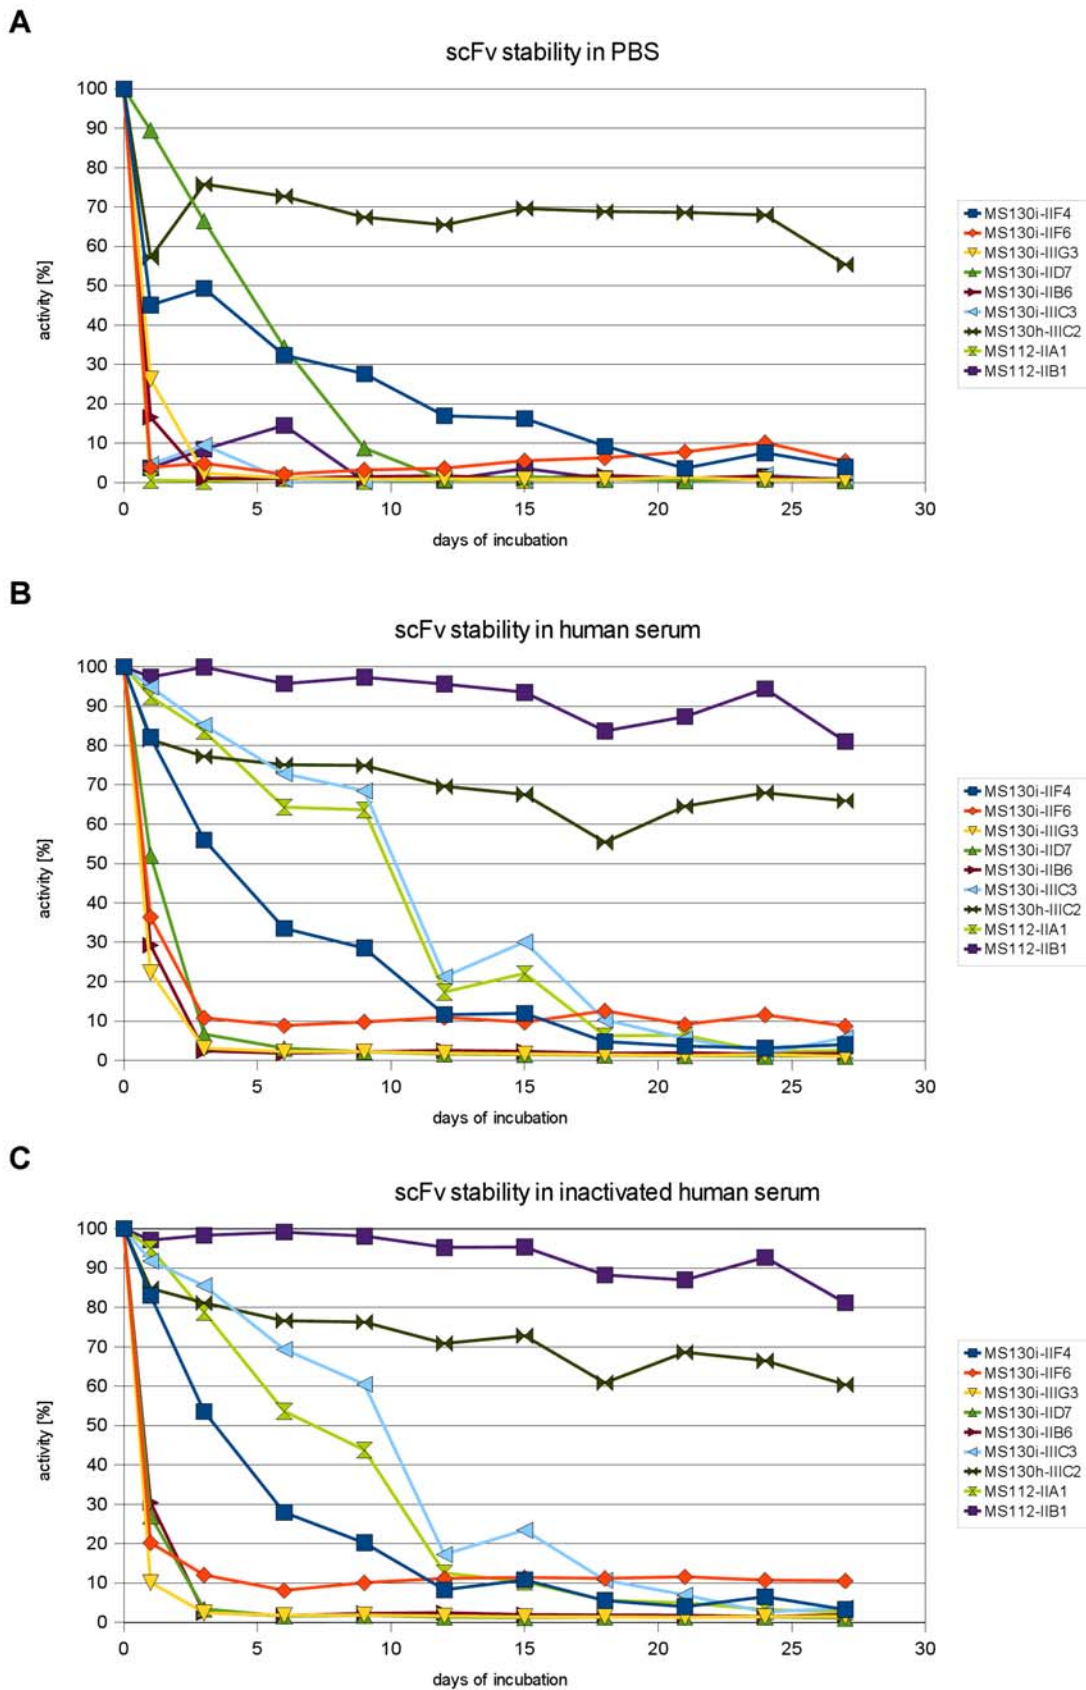 A
scFv stability in PBS
100
90
80
70
60
50
40
30
20
10
0
activity [%]
0 5 10 15 20 25 30
days of incubation
MS130i-IIF4
MS130i-IIF6
MS130i-IIIG3
MS130i-IID7
MS130i-IIB6
MS130i-IIIC3
MS130h-IIIC2
MS112-IIA1
MS112-IIB1
B
scFv stability in human serum
100
90
80
70
60
50
40
30
20
10
0
activity [%]
0 5 10 15 20 25 30
days of incubation
MS130i-IIF4
MS130i-IIF6
MS130i-IIIG3
MS130i-IID7
MS130i-IIB6
MS130i-IIIC3
MS130h-IIIC2
MS112-IIA1
MS112-IIB1
C
scFv stability in inactivated human serum
100
90
80
70
60
50
40
30
20
10
0
activity [%]
0 5 10 15 20 25 30
days of incubation
MS130i-IIF4
MS130i-IIF6
MS130i-IIIG3
MS130i-IID7
MS130i-IIB6
MS130i-IIIC3
MS130h-IIIC2
MS112-IIA1
MS112-IIB1